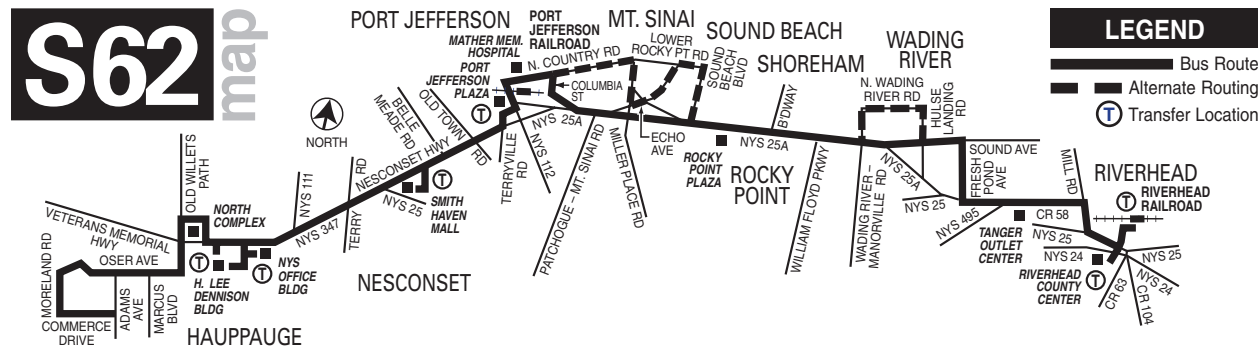 S62
map
LEGEND
Bus Route
Alternate Routing
T Transfer Location
PORT JEFFERSON
PORT
JEFFERSON
RAILROAD
MT. SINAI
SOUND BEACH
SHOREHAM
WADING
RIVER
MATHER MEM.
HOSPITAL
PORT
JEFFERSON
PLAZA
T
N. COUNTRY RD
LOWER
ROCKY PT RD
SOUND
BEACH
BLVD
COLUMBIA
ST
N. WADING
RIVER RD
HULSE
LANDING
RD
B'DWAY
NORTH
BELLE
MEADE RD
OLD TOWN
RD
NYS 25A
ECHO
AVE
ROCKY
POINT
PLAZA
NYS 25A
ROCKY
POINT
NYS 25A
SOUND AVE
FRESH
POND AVE
MILL RD
RIVERHEAD
T
RIVERHEAD
RAILROAD
OLD WILLETS
PATH
NYS 111
TERRY RD
NESCONSET HWY
NYS 347
NYS 25
T
SMITH
HAVEN
MALL
TERRYVILLE
RD
NYS 112
PATCHOGUE – MT. SINAI RD
MILLER PLACE RD
WILLIAM FLOYD PKWY
WADING RIVER –
MANORVILLE RD
NYS 25
NYS 495
TANGER
OUTLET
CENTER
CR 58
NYS 25
NYS 24
RIVERHEAD
COUNTY
CENTER
T
NYS 25
NYS 24
CR 63
CR 104
NORTH
COMPLEX
VETERANS MEMORIAL
HWY
OSER AVE
MORELAND RD
COMMERCE
DRIVE
ADAMS
AVE
MARCUS
BLVD
T
H. LEE
DENNISON
BLDG
T
NYS
OFFICE
BLDG
NESCONSET
HAUPPAUGE